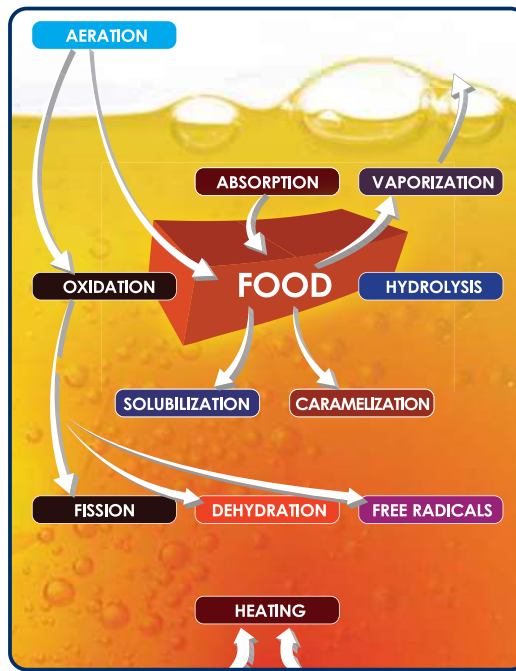 AERATION
ABSORPTION
VAPORIZATION
OXIDATION
FOOD
HYDROLYSIS
SOLUBILIZATION
CARAMELIZATION
FISSION
DEHYDRATION
FREE RADICALS
HEATING